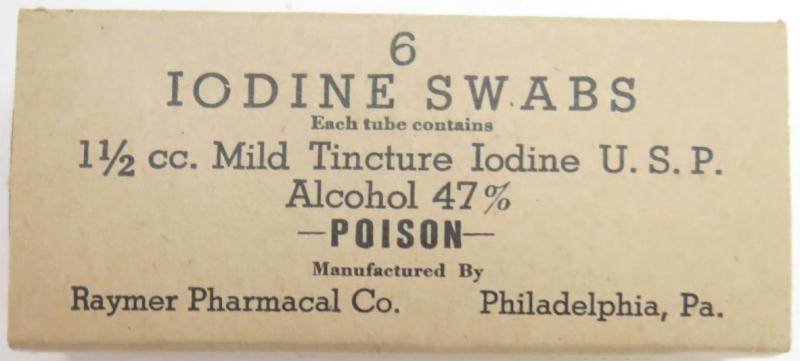 6
IODINE SWABS
Each tube contains
1½ cc. Mild Tincture Iodine U. S. P.
Alcohol 47%
—POISON—
Manufactured By
Raymer Pharmacal Co. Philadelphia, Pa.